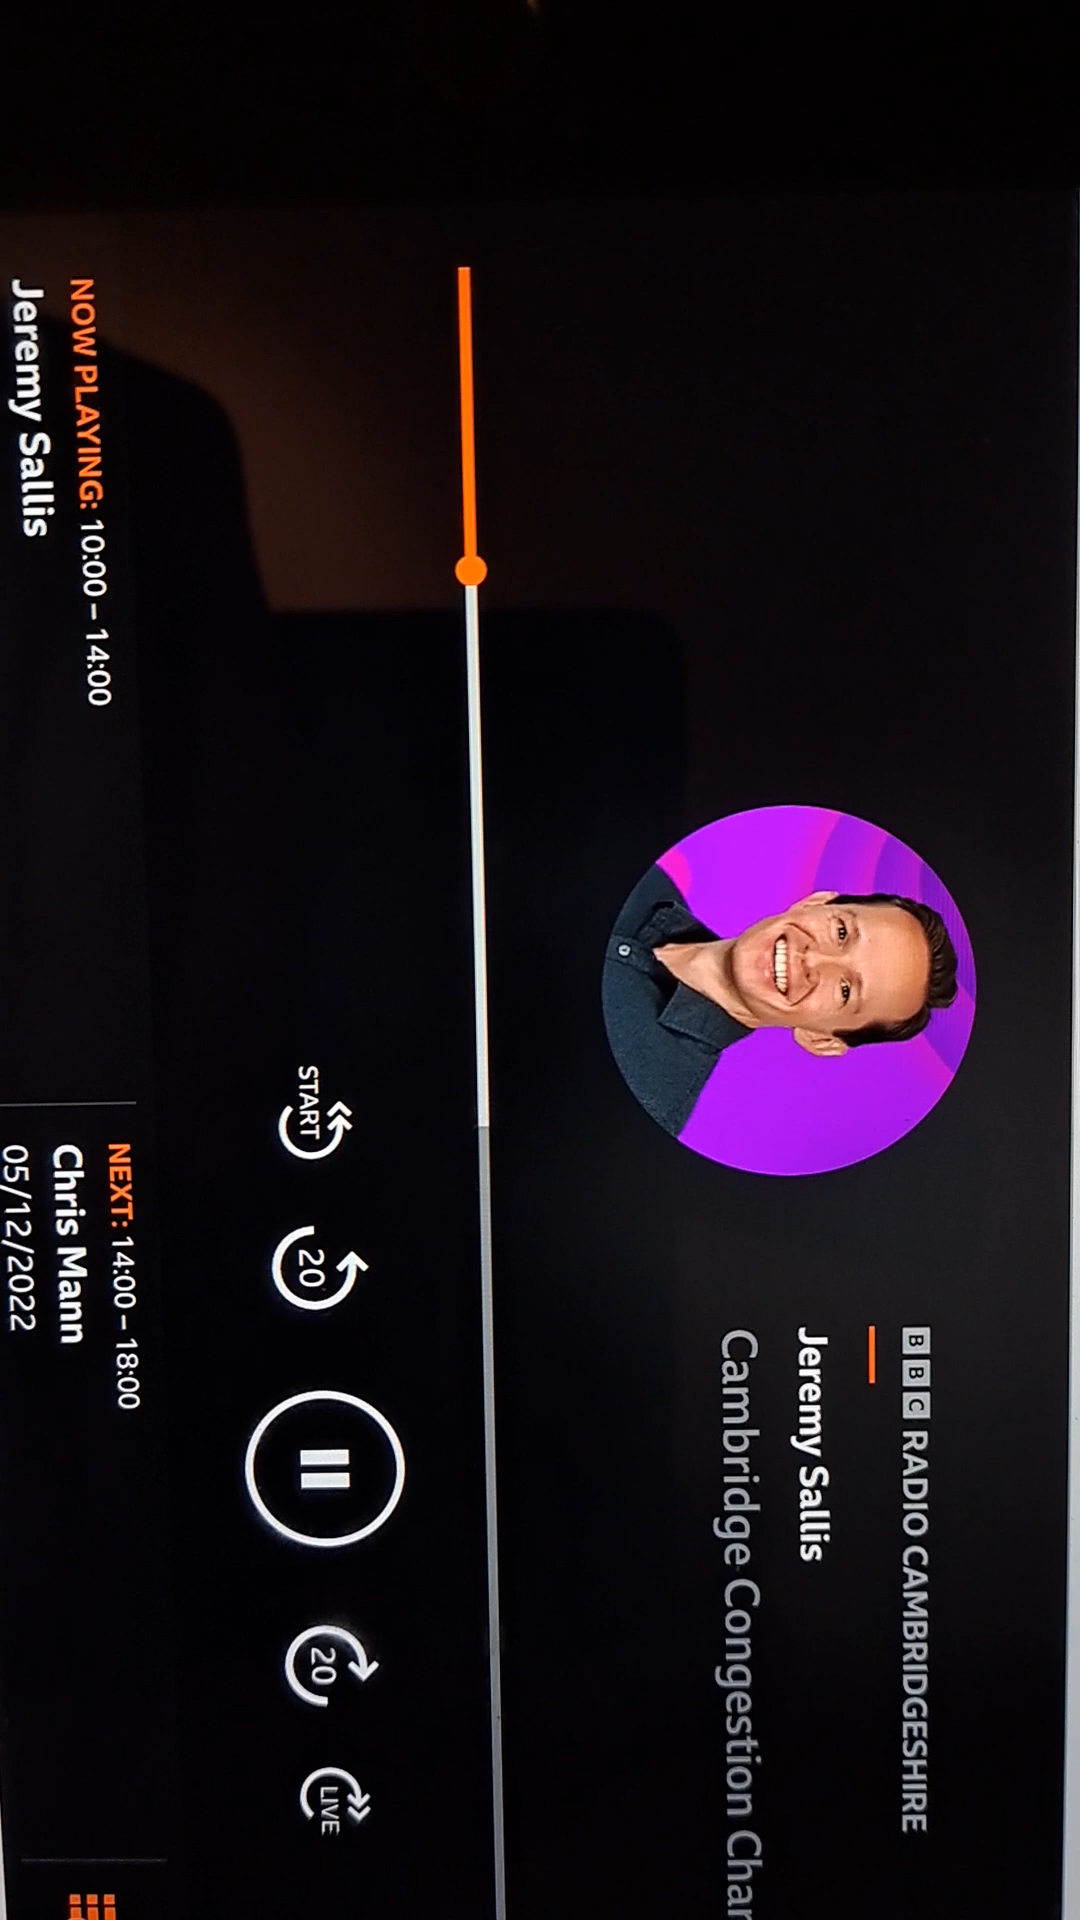 BBC RADIO CAMBRIDGESHIRE
Jeremy Sallis
Cambridge Congestion Char
START
20
20
LIVE
NOW PLAYING: 10:00 – 14:00
Jeremy Sallis
NEXT: 14:00 – 18:00
Chris Mann
05/12/2022